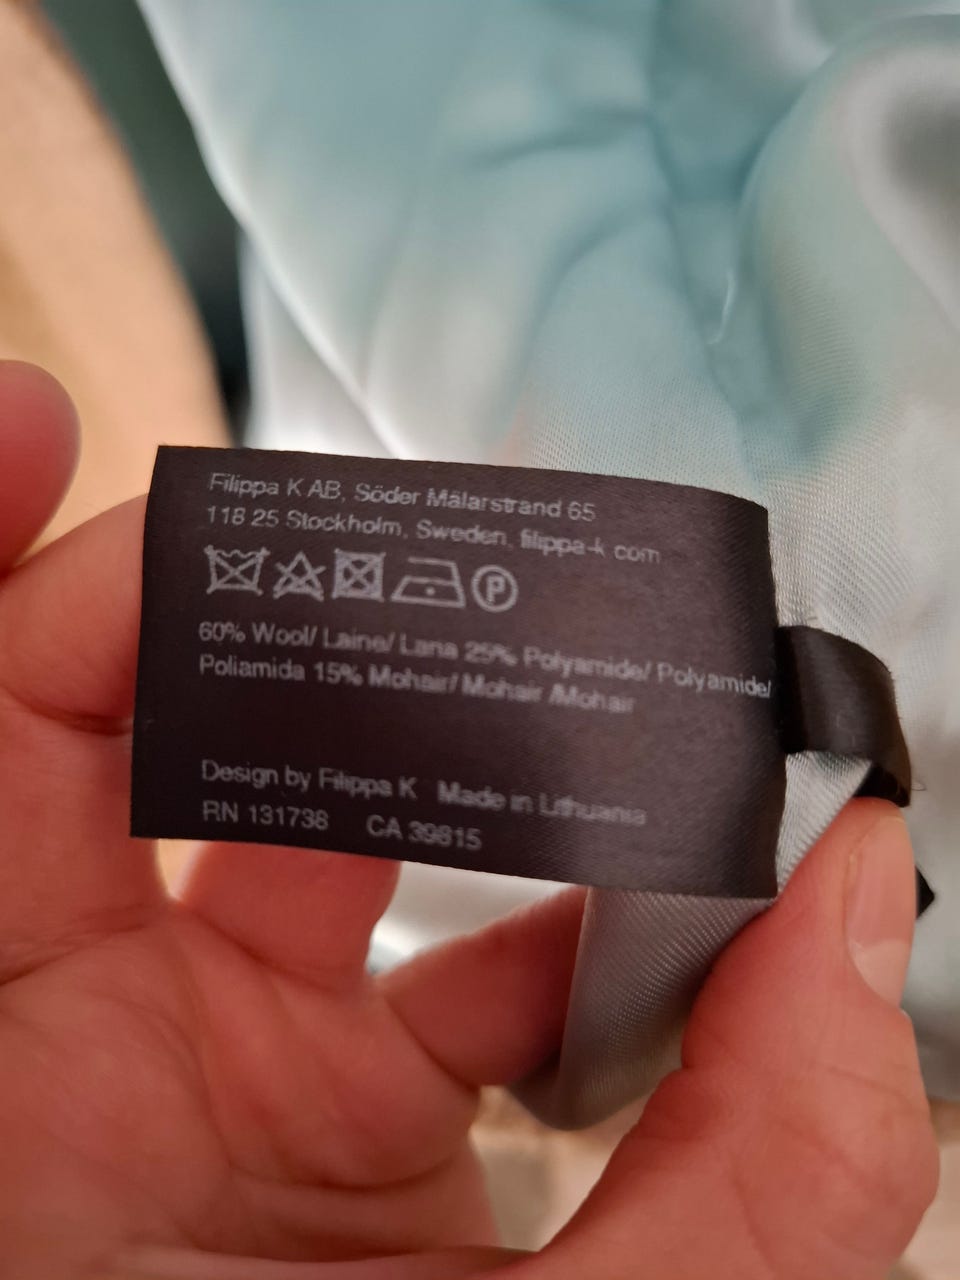 Filippa K AB, Söder Mälarstrand 65
118 25 Stockholm, Sweden, filippa-k com
P
60% Wool/ Laine/ Lana 25% Polyamide/ Polyamide/
Poliamida 15% Mohair/ Mohair /Mohair
Design by Filippa K Made in Lithuania
RN 131738 CA 39815